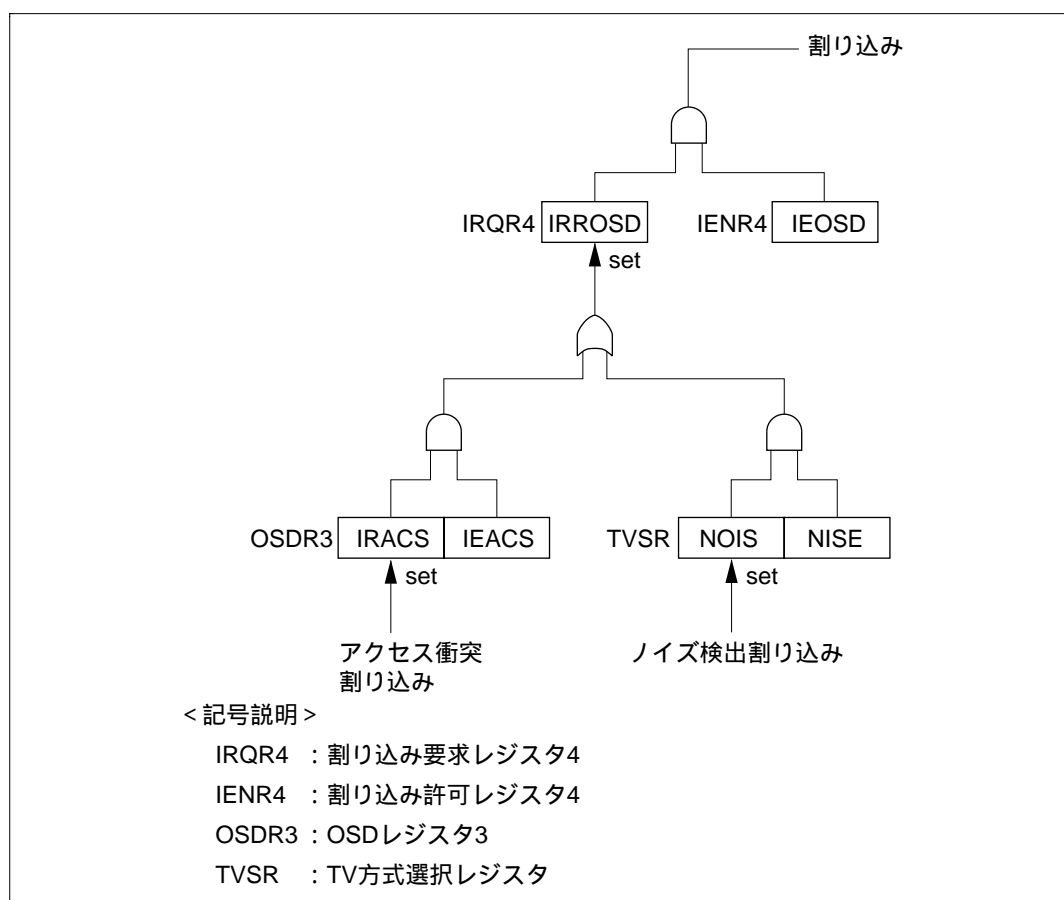 割り込み
IRQR4 IRROSD IENR4 IEOSD
set
OSDR3 IRACS IEACS TVSR NOIS NISE
set set
アクセス衝突 ノイズ検出割り込み
割り込み
<記号説明>
IRQR4 :割り込み要求レジスタ4
IENR4 :割り込み許可レジスタ4
OSDR3:OSDレジスタ3
TVSR :TV方式選択レジスタ